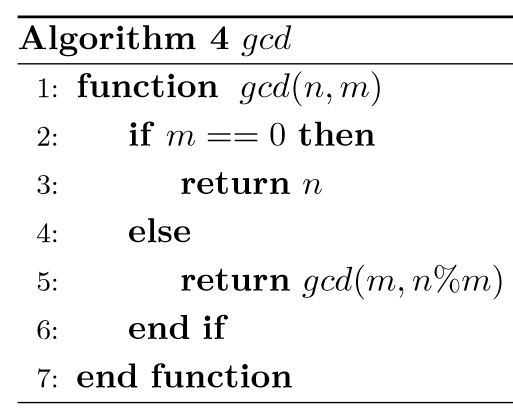 Algorithm 4 gcd
1: function gcd(n, m)
2: if m == 0 then
3: return n
4: else
5: return gcd(m, n%m)
6: end if
7: end function